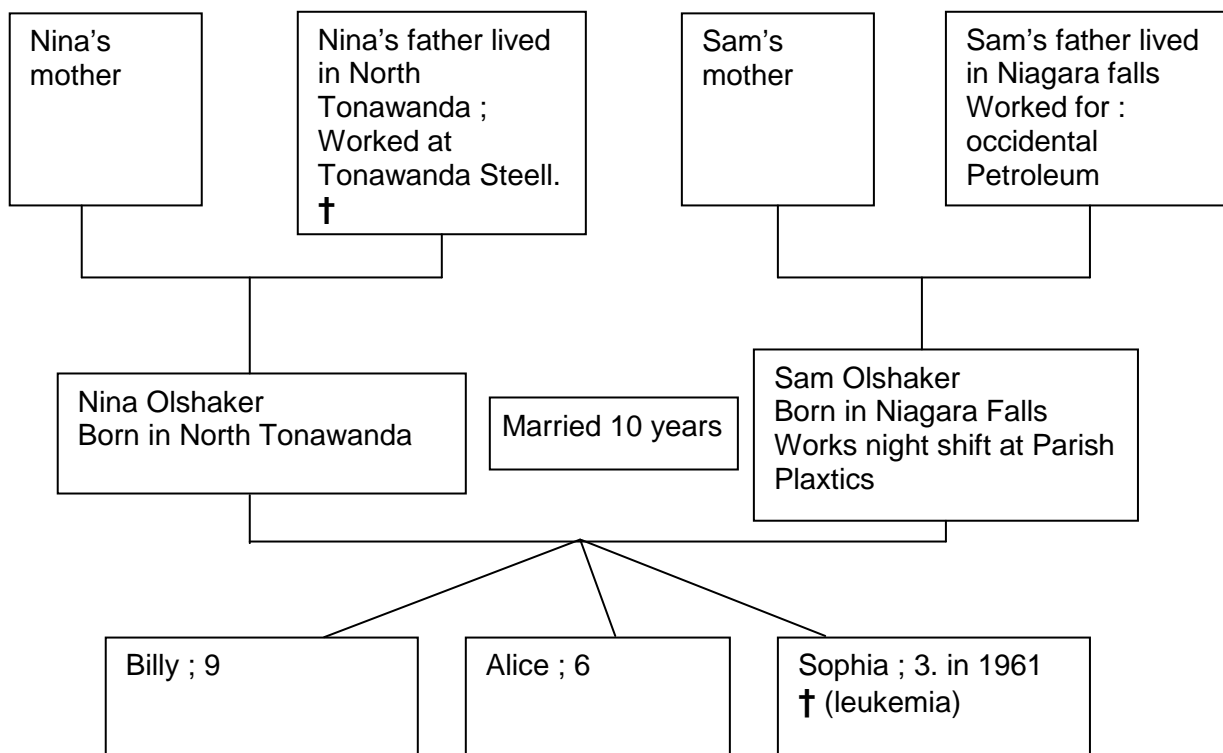 Nina’s
mother
Nina’s father lived
in North
Tonawanda ;
Worked at
Tonawanda Steell.
†
Sam’s
mother
Sam’s father lived
in Niagara falls
Worked for :
occidental
Petroleum
Nina Olshaker
Born in North Tonawanda
Married 10 years
Sam Olshaker
Born in Niagara Falls
Works night shift at Parish
Plaxtics
Billy ; 9
Alice ; 6
Sophia ; 3. in 1961
† (leukemia)